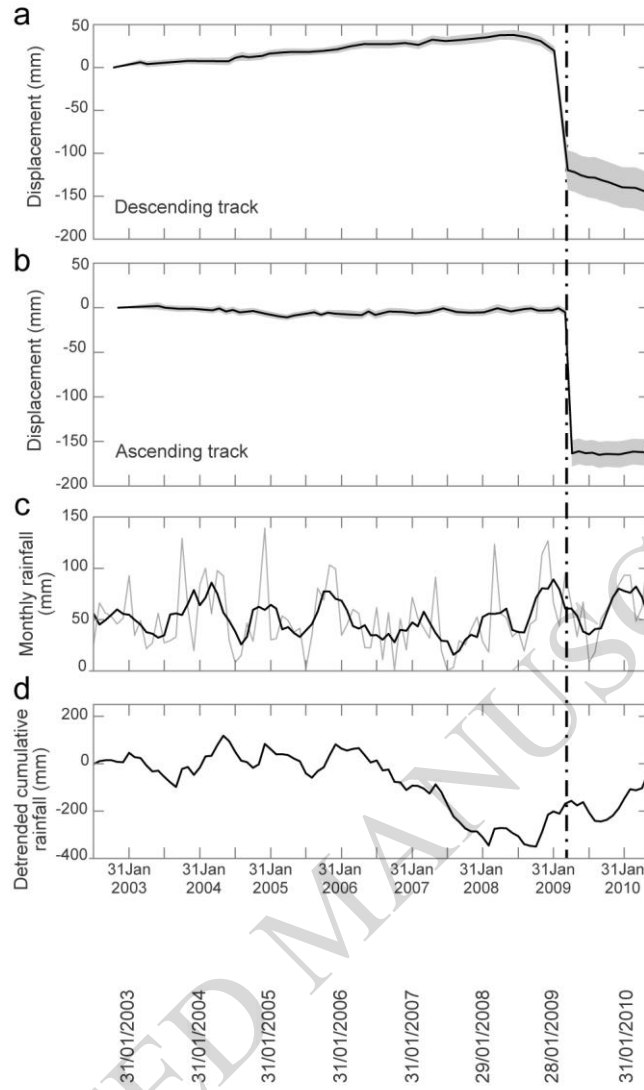 a
50
0
-50
-100
-150
-200
Displacement (mm)
Descending track
b
50
0
-50
-100
-150
-200
Displacement (mm)
Ascending track
c
150
100
50
0
Monthly rainfall
(mm)
d
200
0
-200
-400
Detrended cumulative
rainfall (mm)
31Jan 31Jan 31Jan 31Jan 31Jan 31Jan 31Jan 31Jan
2003 2004 2005 2006 2007 2008 2009 2010
31/01/2003
31/01/2004
31/01/2005
31/01/2006
31/01/2007
29/01/2008
28/01/2009
31/01/2010
ED MANUSC